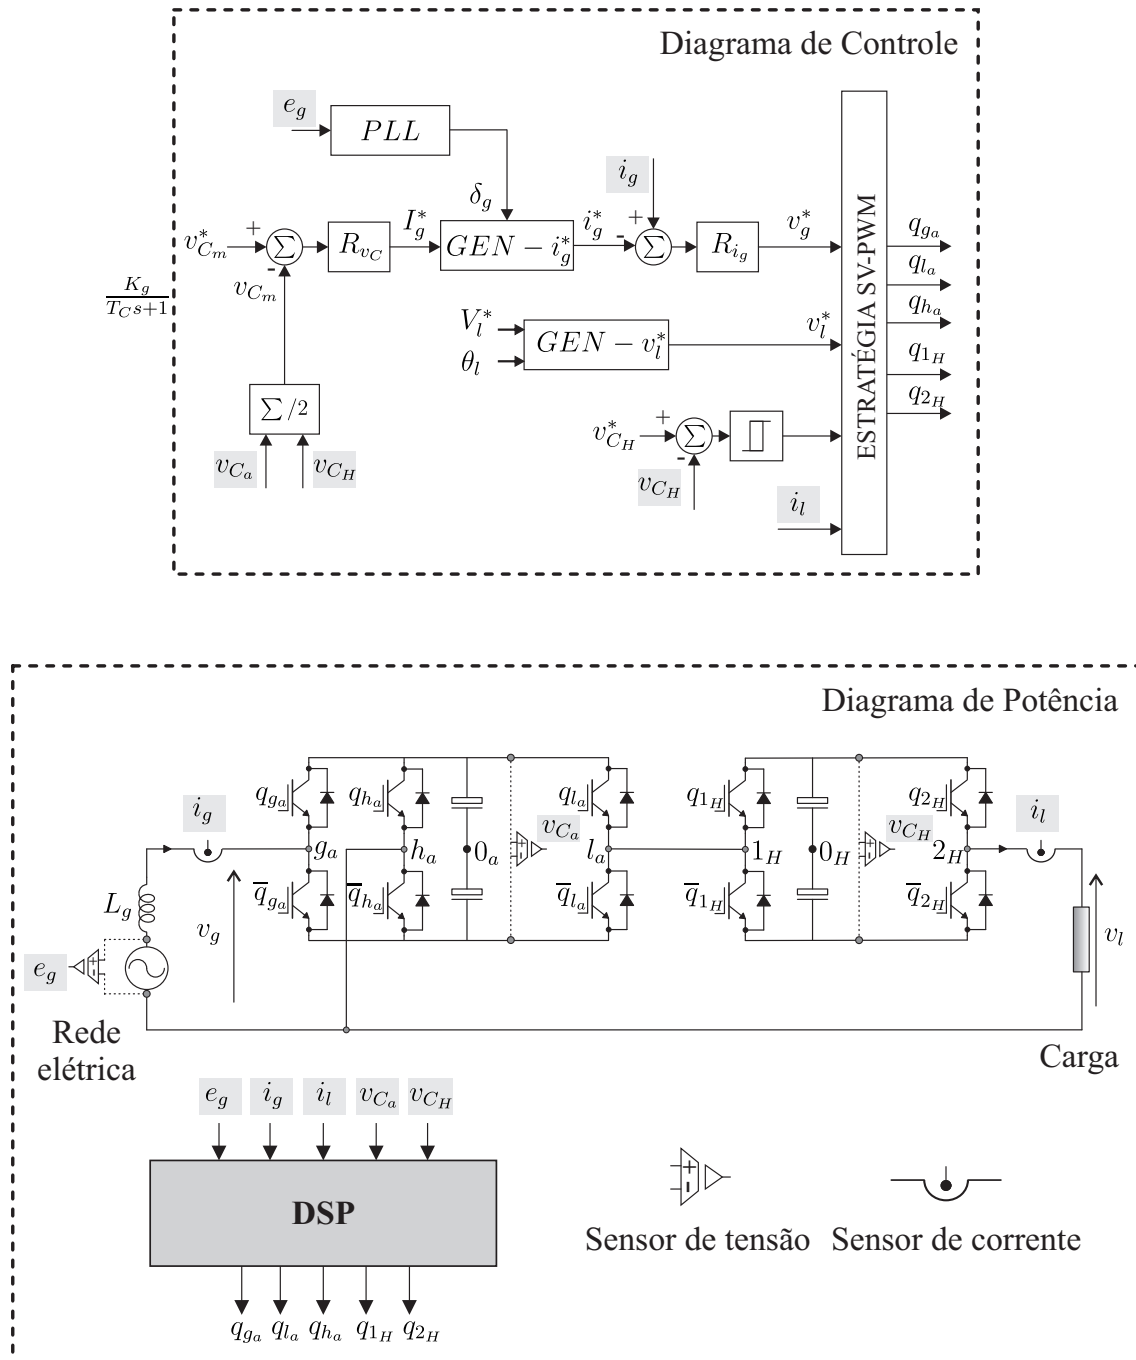 Diagrama de Controle
e_g
PLL
δ_g
i_g
v*_{C_m}
+
Σ
-
R_{v_C}
I*_g
GEN - i*_g
i*_g
-
+
Σ
R_{i_g}
v*_g
v_{C_m}
\frac{K_g}{T_C s+1}
V*_l
θ_l
GEN - v*_l
v*_l
Σ/2
v_{C_a}
v_{C_H}
v*_{C_H}
+
Σ
-
v_{C_H}
i_l
ESTRATÉGIA SV-PWM
q_{g_a}
q_{l_a}
q_{h_a}
q_{1_H}
q_{2_H}
Diagrama de Potência
q_{g_a}
q_{h_a}
q_{l_a}
q_{1_H}
q_{2_H}
i_g
v_{C_a}
v_{C_H}
i_l
g_a
h_a
0_a
l_a
1_H
0_H
2_H
+
-
+
-
q̅_{g_a}
q̅_{h_a}
q̅_{l_a}
q̅_{1_H}
q̅_{2_H}
L_g
v_g
v_l
e_g
+
-
Rede
elétrica
Carga
e_g
i_g
i_l
v_{C_a}
v_{C_H}
DSP
q_{g_a}
q_{l_a}
q_{h_a}
q_{1_H}
q_{2_H}
+
-
Sensor de tensão
Sensor de corrente